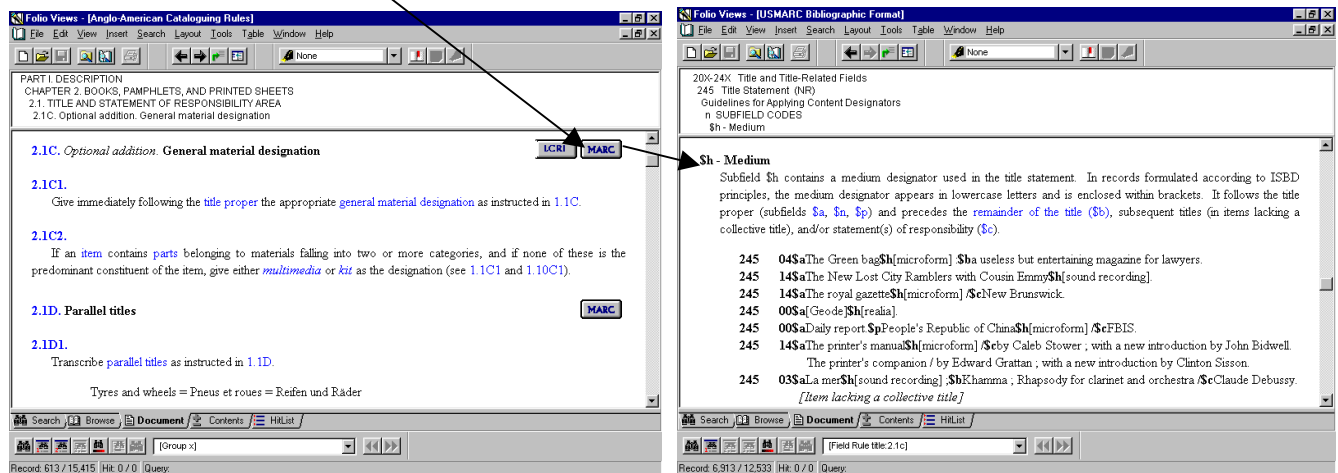 Folio Views - [Anglo-American Cataloguing Rules]
File Edit View Insert Search Layout Tools Table Window Help
None
PART I. DESCRIPTION
CHAPTER 2. BOOKS, PAMPHLETS, AND PRINTED SHEETS
2.1. TITLE AND STATEMENT OF RESPONSIBILITY AREA
2.1C. Optional addition. General material designation
2.1C. Optional addition. General material designation
LCRI MARC
2.1C1.
Give immediately following the title proper the appropriate general material designation as instructed in 1.1C.
2.1C2.
If an item contains parts belonging to materials falling into two or more categories, and if none of these is the
predominant constituent of the item, give either multimedia or kit as the designation (see 1.1C1 and 1.10C1).
2.1D. Parallel titles
MARC
2.1D1.
Transcribe parallel titles as instructed in 1.1D.
Tyres and wheels = Pneus et roues = Reifen und Räder
Search Browse Document Contents HitList
[Group x]
Record: 613 / 15,415 Hit: 0 / 0 Query:
Folio Views - [USMARC Bibliographic Format]
File Edit View Insert Search Layout Tools Table Window Help
None
20X-24X Title and Title-Related Fields
245 Title Statement (NR)
Guidelines for Applying Content Designators
n SUBFIELD CODES
$h - Medium
$h - Medium
Subfield $h contains a medium designator used in the title statement. In records formulated according to ISBD
principles, the medium designator appears in lowercase letters and is enclosed within brackets. It follows the title
proper (subfields $a, $n, $p) and precedes the remainder of the title ($b), subsequent titles (in items lacking a
collective title), and/or statement(s) of responsibility ($c).
245 04$aThe Green bag$h[microform] :$ba useless but entertaining magazine for lawyers.
245 14$aThe New Lost City Ramblers with Cousin Emmy$h[sound recording].
245 14$aThe royal gazette$h[microform] /$cNew Brunswick.
245 00$a[Geode]$h[realia].
245 00$aDaily report.$pPeople's Republic of China$h[microform] /$cFBIS.
245 14$aThe printer's manual$h[microform] /$cby Caleb Stower ; with a new introduction by John Bidwell.
The printer's companion / by Edward Grattan ; with a new introduction by Clinton Sisson.
245 03$aLa mer$h[sound recording] ;$bKhamma ; Rhapsody for clarinet and orchestra /$cClaude Debussy.
[Item lacking a collective title]
Search Browse Document Contents HitList
[Field Rule title:2.1c]
Record: 6,913 / 12,533 Hit: 0 / 0 Query: